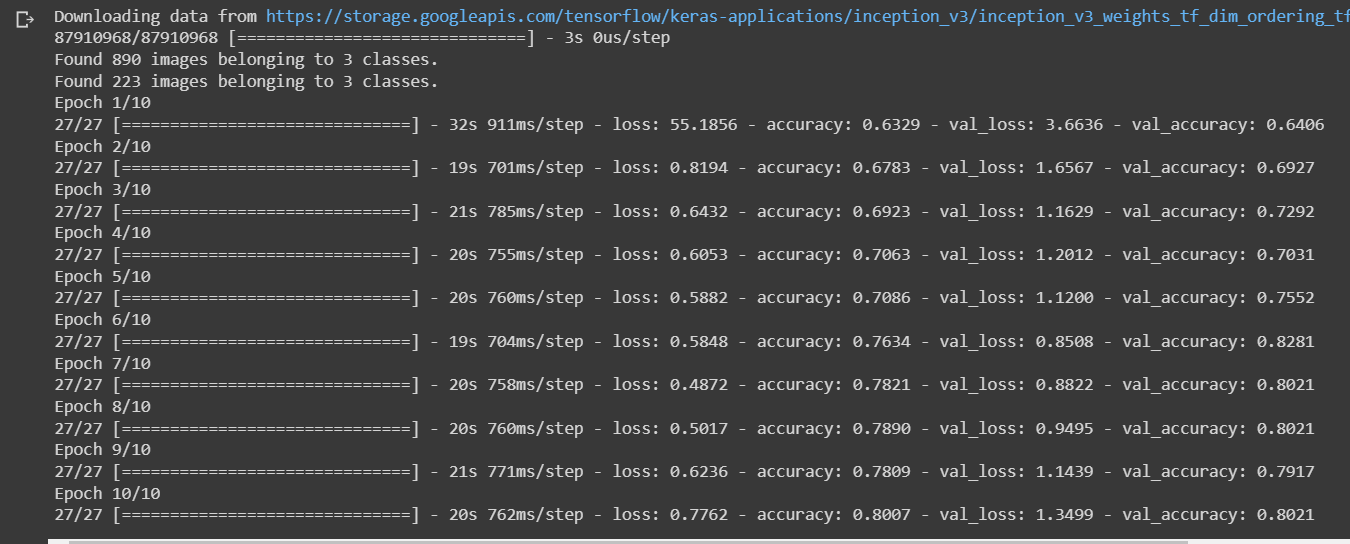 Downloading data from https://storage.googleapis.com/tensorflow/keras-applications/inception_v3/inception_v3_weights_tf_dim_ordering_tf
87910968/87910968 [==============================] - 3s 0us/step
Found 890 images belonging to 3 classes.
Found 223 images belonging to 3 classes.
Epoch 1/10
27/27 [==============================] - 32s 911ms/step - loss: 55.1856 - accuracy: 0.6329 - val_loss: 3.6636 - val_accuracy: 0.6406
Epoch 2/10
27/27 [==============================] - 19s 701ms/step - loss: 0.8194 - accuracy: 0.6783 - val_loss: 1.6567 - val_accuracy: 0.6927
Epoch 3/10
27/27 [==============================] - 21s 785ms/step - loss: 0.6432 - accuracy: 0.6923 - val_loss: 1.1629 - val_accuracy: 0.7292
Epoch 4/10
27/27 [==============================] - 20s 755ms/step - loss: 0.6053 - accuracy: 0.7063 - val_loss: 1.2012 - val_accuracy: 0.7031
Epoch 5/10
27/27 [==============================] - 20s 760ms/step - loss: 0.5882 - accuracy: 0.7086 - val_loss: 1.1200 - val_accuracy: 0.7552
Epoch 6/10
27/27 [==============================] - 19s 704ms/step - loss: 0.5848 - accuracy: 0.7634 - val_loss: 0.8508 - val_accuracy: 0.8281
Epoch 7/10
27/27 [==============================] - 20s 758ms/step - loss: 0.4872 - accuracy: 0.7821 - val_loss: 0.8822 - val_accuracy: 0.8021
Epoch 8/10
27/27 [==============================] - 20s 760ms/step - loss: 0.5017 - accuracy: 0.7890 - val_loss: 0.9495 - val_accuracy: 0.8021
Epoch 9/10
27/27 [==============================] - 21s 771ms/step - loss: 0.6236 - accuracy: 0.7809 - val_loss: 1.1439 - val_accuracy: 0.7917
Epoch 10/10
27/27 [==============================] - 20s 762ms/step - loss: 0.7762 - accuracy: 0.8007 - val_loss: 1.3499 - val_accuracy: 0.8021